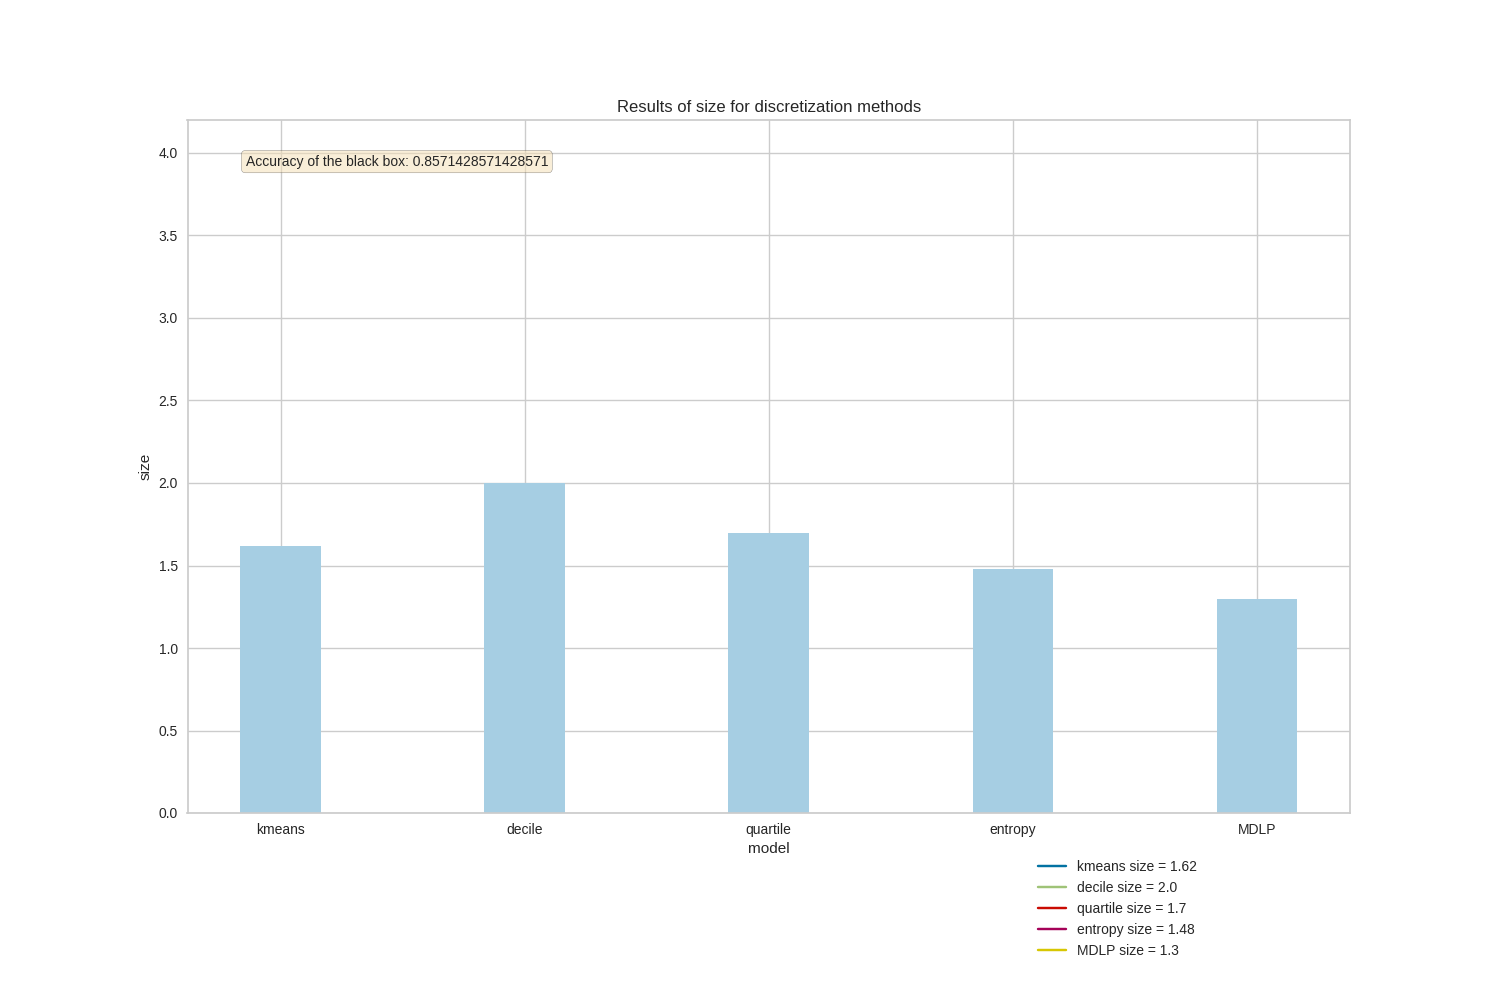 Results of size for discretization methods
Accuracy of the black box: 0.8571428571428571
4.0
3.5
3.0
2.5
2.0
1.5
1.0
0.5
0.0
size
kmeans decile quartile entropy MDLP
model
kmeans size = 1.62
decile size = 2.0
quartile size = 1.7
entropy size = 1.48
MDLP size = 1.3